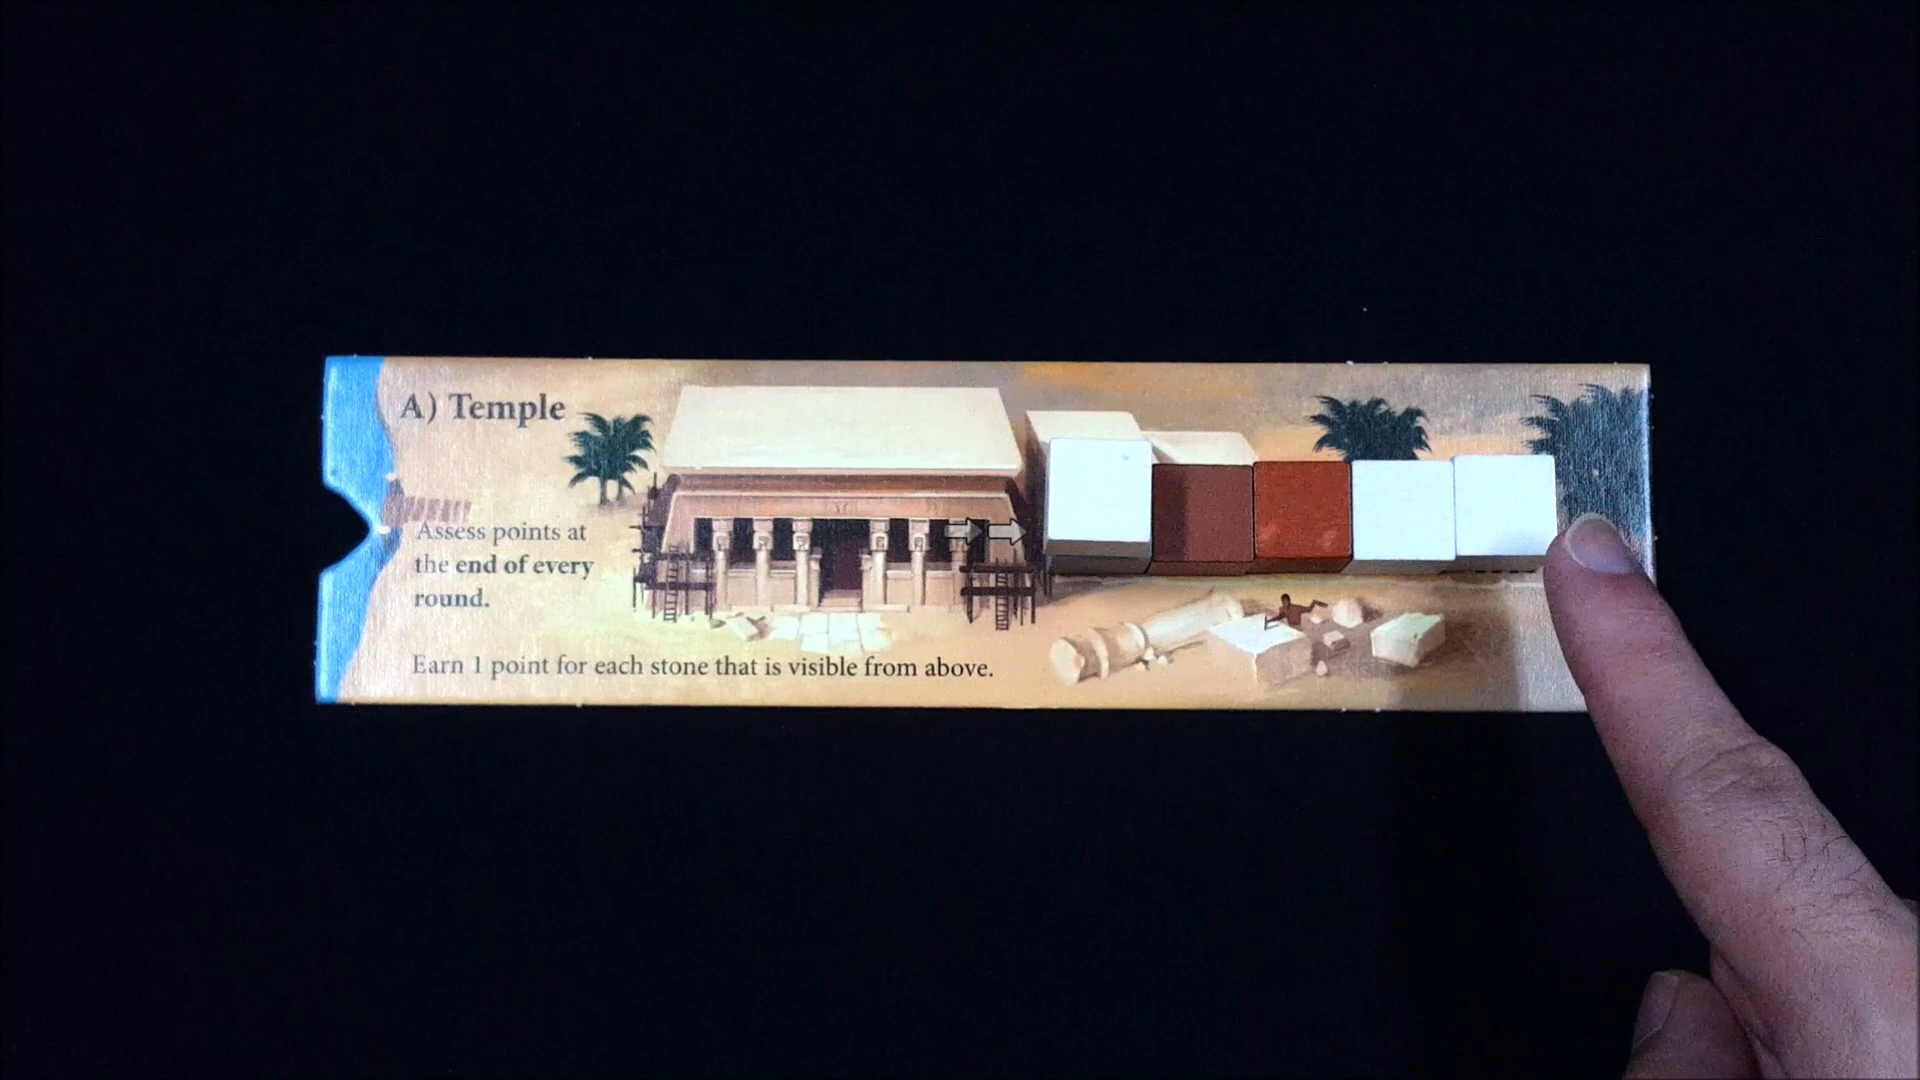 A) Temple
Assess points at
the end of every
round.
Earn 1 point for each stone that is visible from above.